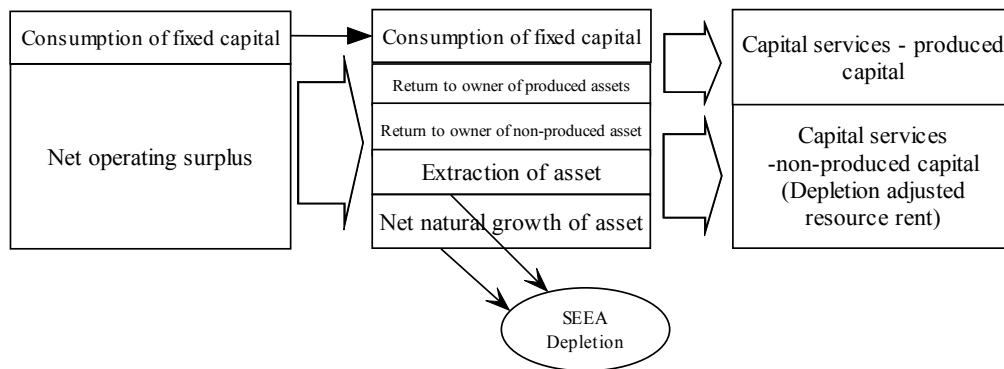 Consumption of fixed capital
Net operating surplus
Consumption of fixed capital
Return to owner of produced assets
Return to owner of non-produced asset
Extraction of asset
Net natural growth of asset
Capital services - produced
capital
Capital services
-non-produced capital
(Depletion adjusted
resource rent)
SEEA
Depletion